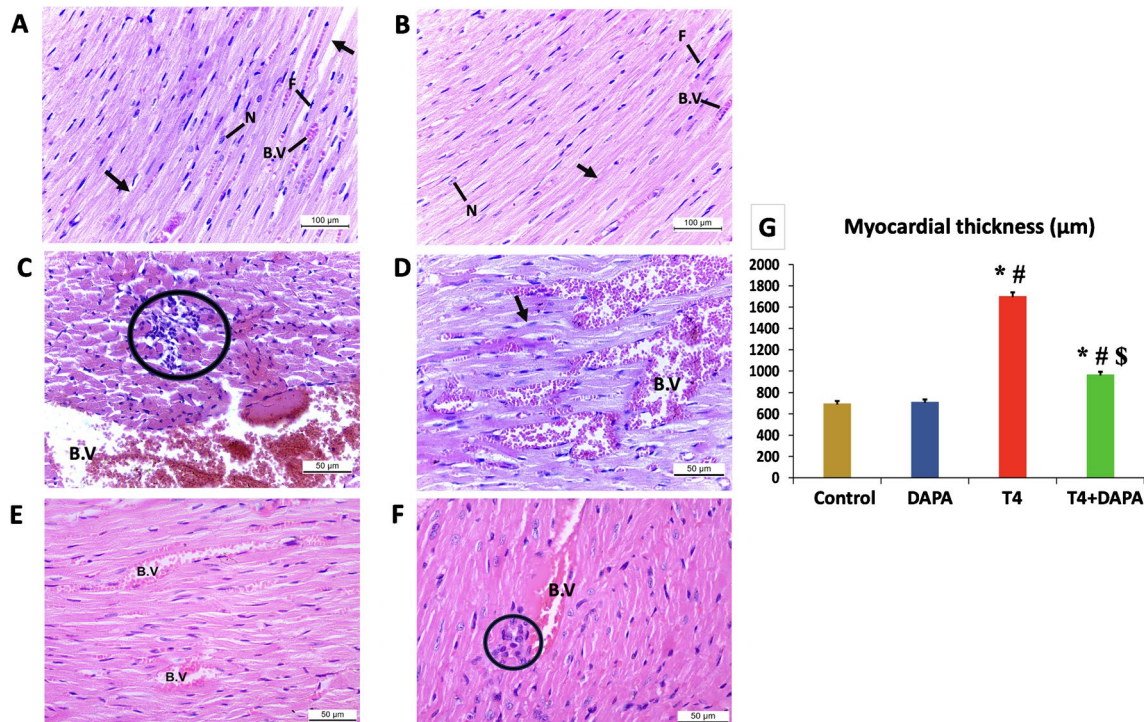 A
F
N
B.V
100 µm
B
F
B.V
N
100 µm
C
B.V
50 µm
D
B.V
50 µm
E
B.V
B.V
50 µm
F
B.V
50 µm
G
Myocardial thickness (µm)
2000
1800
1600
1400
1200
1000
800
600
400
200
0
* #
* # $
Control DAPA T4 T4+DAPA